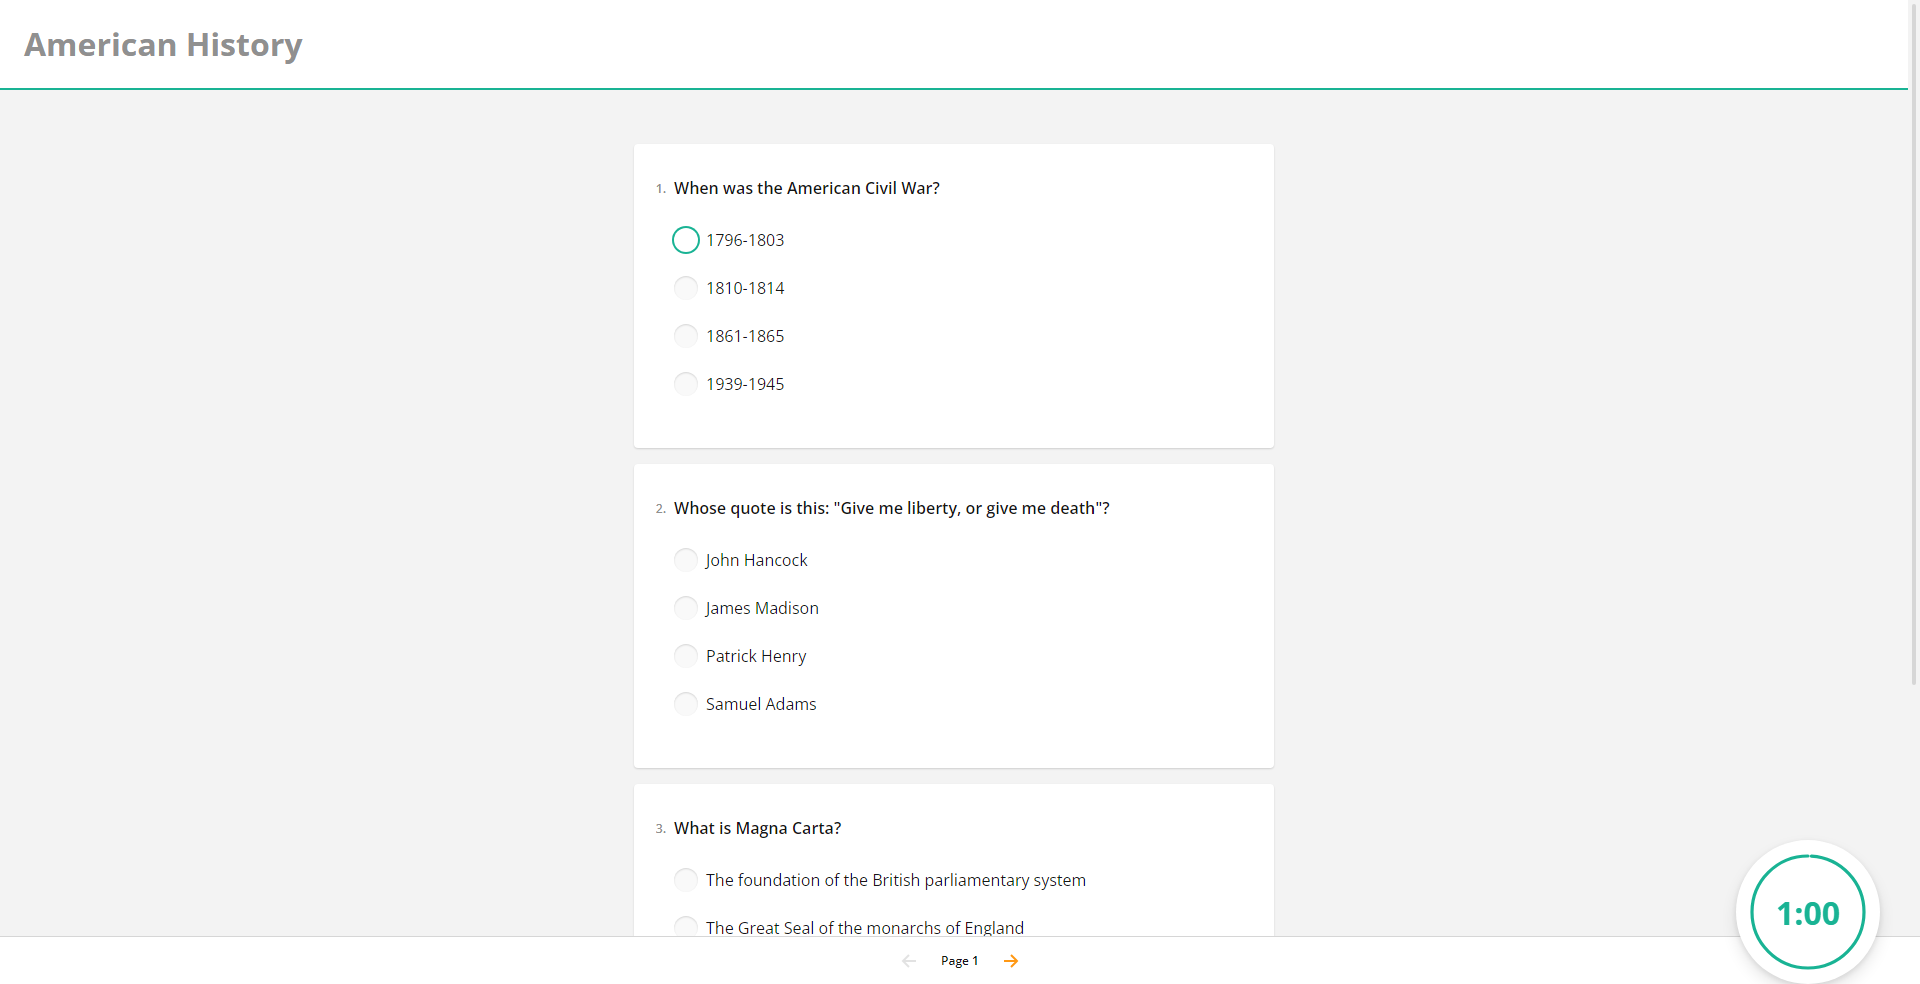 American History
1. When was the American Civil War?
1796-1803
1810-1814
1861-1865
1939-1945
2. Whose quote is this: "Give me liberty, or give me death"?
John Hancock
James Madison
Patrick Henry
Samuel Adams
3. What is Magna Carta?
The foundation of the British parliamentary system
The Great Seal of the monarchs of England
1:00
Page 1